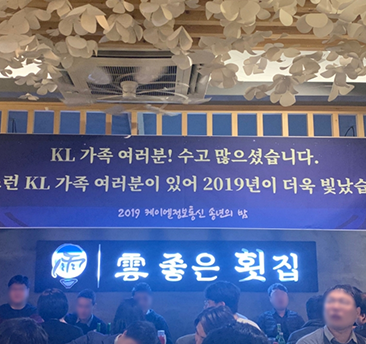 KL 가족 여러분! 수고 많으셨습니다.
런 KL 가족 여러분이 있어 2019년이 더욱 빛났습
2019 케이엘정보통신 송년의 밤
雲 좋은 횟집